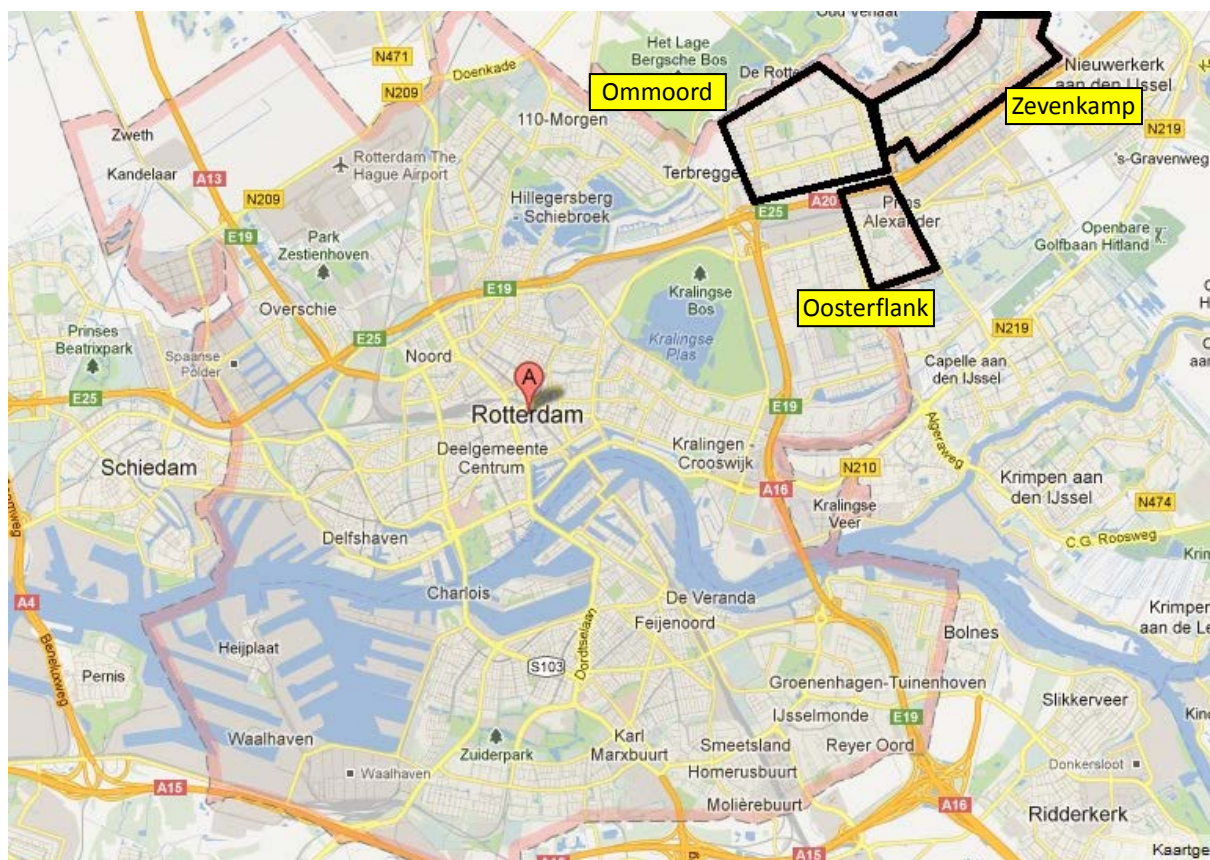 Oud Verlaat
N471
Het Lage
Bergsche Bos
De Rotte
Doenkade
N209
Ommoord
Nieuwerkerk
aan den IJssel
Zevenkamp
110-Morgen
Zweth
N219
Rotterdam The
Hague Airport
Kandelaar
A13
Terbregge
's-Gravenweg
N209
Hillegersberg
- Schiebroek
A20
E25
Prins
Alexander
E19
Park
Zestienhoven
Openbare
Golfbaan Hitland
E19
Kralingse
Bos
Overschie
Oosterflank
Prinses
Beatrixpark
E25
Kralingse
Plas
N219
Spaanse
Polder
Noord
Capelle aan
den IJssel
A
E25
Rotterdam
E19
Algeraweg
Deelgemeente
Centrum
Kralingen -
Crooswijk
Schiedam
N210
A16
Krimpen aan
den IJssel
Kralingse
Veer
N474
Delfshaven
C.G. Roosweg
Charlois
De Veranda
A4
Feijenoord
Krimpen
aan de Le
Beneluxweg
Heijplaat
Dordtselaan
Bolnes
S103
Pernis
Groenenhagen-Tuinenhoven
Slikkerveer
E19
IJsselmonde
Waalhaven
Karl
Marxbuurt
Smeetsland
Reyer Oord
Zuiderpark
Donkersloot
Waalhaven
Homerusbuurt
A15
Molièrebuurt
A16
Ridderkerk
A15
Kaartge